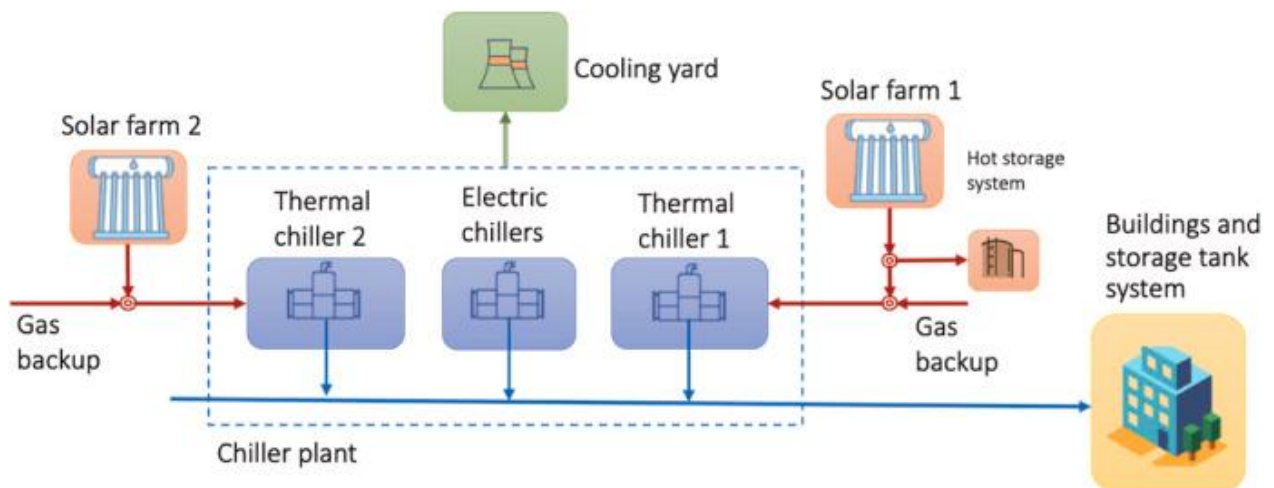 Cooling yard
Solar farm 1
Solar farm 2
Hot storage
system
Thermal
chiller 2
Electric
chillers
Thermal
chiller 1
Buildings and
storage tank
system
Gas
backup
Gas
backup
Chiller plant